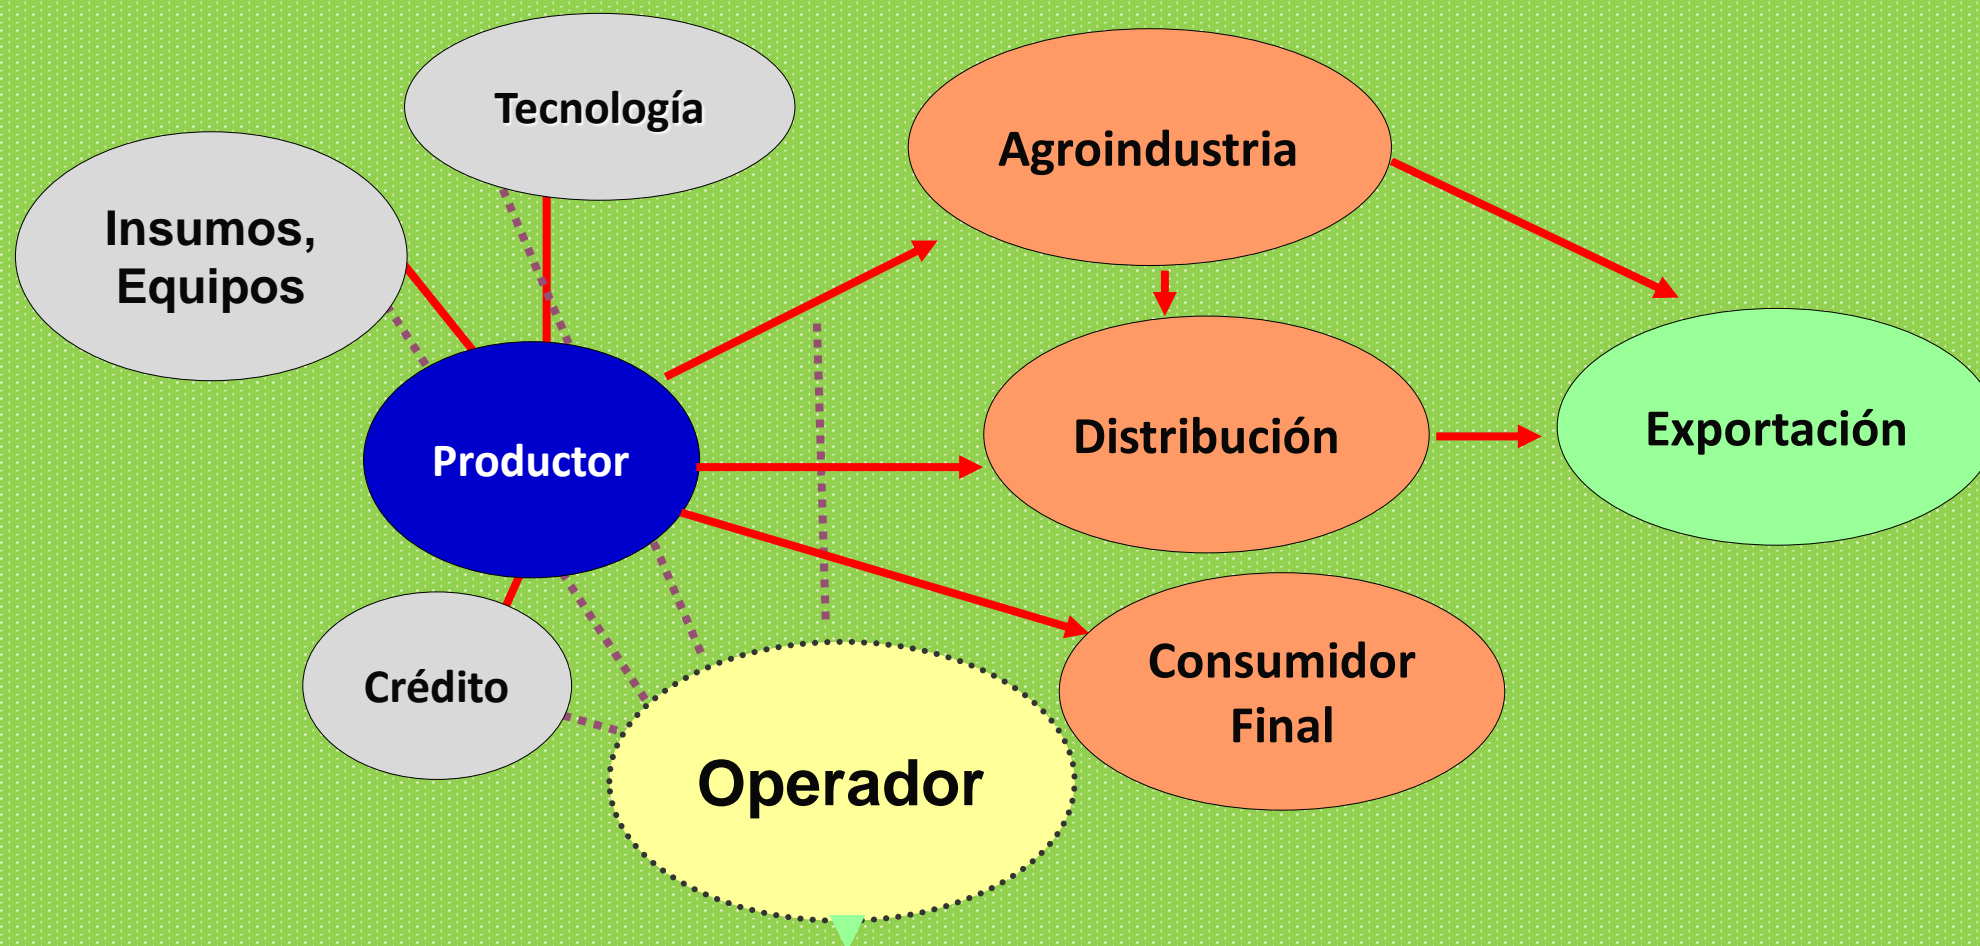 Tecnología
Agroindustria
Insumos,
Equipos
Productor
Distribución
Exportación
Crédito
Consumidor
Final
Operador